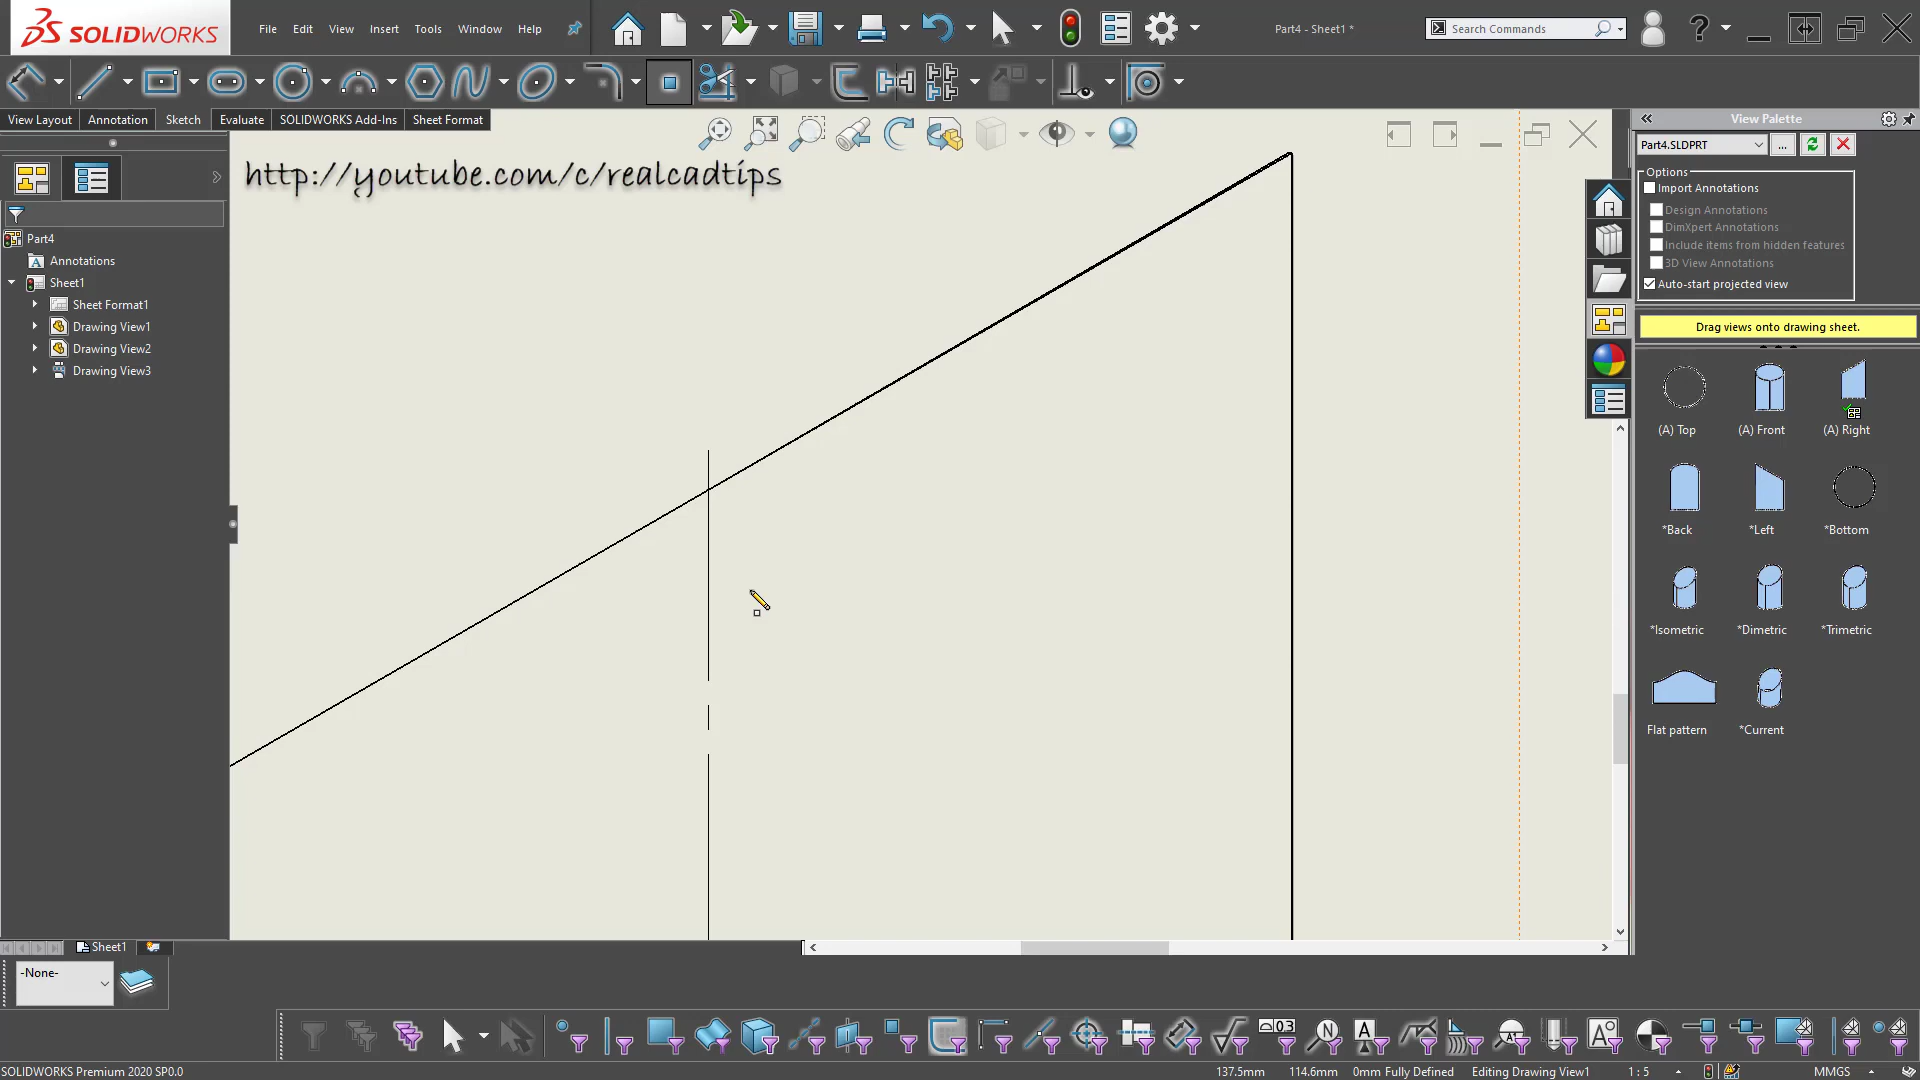 SOLIDWORKS
File Edit View Insert Tools Window Help
Part4 - Sheet1 *
Search Commands
View Layout Annotation Sketch Evaluate SOLIDWORKS Add-Ins Sheet Format
http://youtube.com/c/realcadtips
Part4
Annotations
Sheet1
Sheet Format1
Drawing View1
Drawing View2
Drawing View3
View Palette
Part4.SLDPRT
...
Options
Import Annotations
Design Annotations
DimXpert Annotations
Include items from hidden features
3D View Annotations
Auto-start projected view
Drag views onto drawing sheet.
(A) Top (A) Front (A) Right
*Back *Left *Bottom
*Isometric *Dimetric *Trimetric
Flat pattern *Current
Sheet1
-None-
SOLIDWORKS Premium 2020 SP0.0
137.5mm 114.6mm 0mm Fully Defined Editing Drawing View1 1 : 5 MMGS